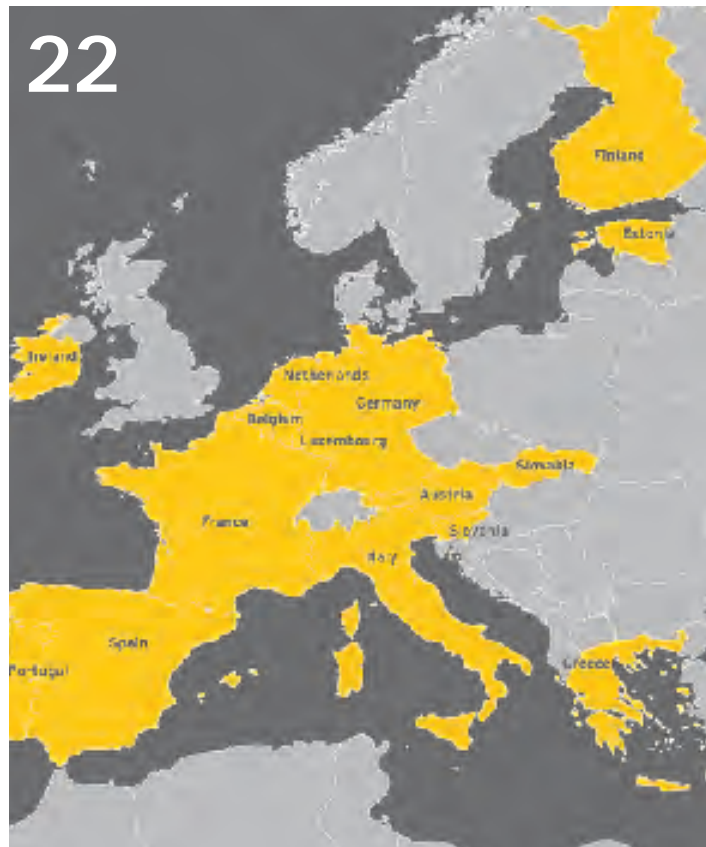 22
Finland
Estonia
Ireland
Netherlands
Germany
Belgium
Luxembourg
Slovakia
Austria
France
Slovenia
Italy
Spain
Greece
Portugal